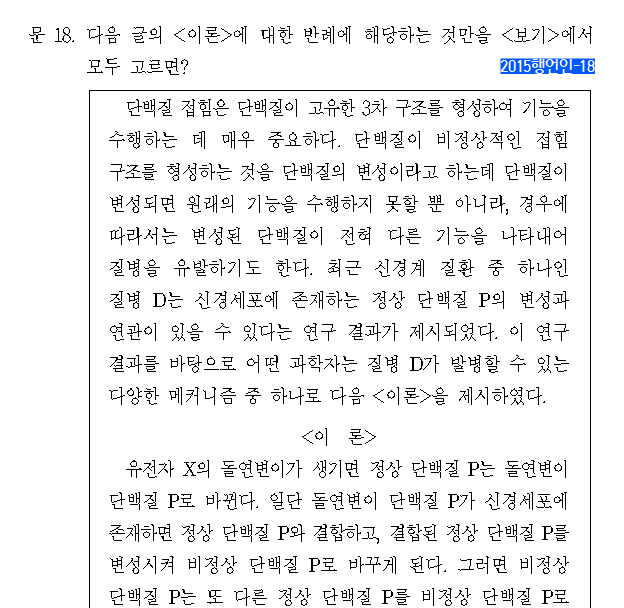 문 18. 다음 글의 <이론>에 대한 반례에 해당하는 것만을 <보기>에서
모두 고르면?
2015행언인-18
단백질 접힘은 단백질이 고유한 3차 구조를 형성하여 기능을
수행하는 데 매우 중요하다. 단백질이 비정상적인 접힘
구조를 형성하는 것을 단백질의 변성이라고 하는데 단백질이
변성되면 원래의 기능을 수행하지 못할 뿐 아니라, 경우에
따라서는 변성된 단백질이 전혀 다른 기능을 나타내어
질병을 유발하기도 한다. 최근 신경계 질환 중 하나인
질병 D는 신경세포에 존재하는 정상 단백질 P의 변성과
연관이 있을 수 있다는 연구 결과가 제시되었다. 이 연구
결과를 바탕으로 어떤 과학자는 질병 D가 발병할 수 있는
다양한 메커니즘 중 하나로 다음 <이론>을 제시하였다.
<이 론>
유전자 X의 돌연변이가 생기면 정상 단백질 P는 돌연변이
단백질 P로 바뀐다. 일단 돌연변이 단백질 P가 신경세포에
존재하면 정상 단백질 P와 결합하고, 결합된 정상 단백질 P를
변성시켜 비정상 단백질 P로 바꾸게 된다. 그러면 비정상
단백질 P는 또 다른 정상 단백질 P를 비정상 단백질 P로